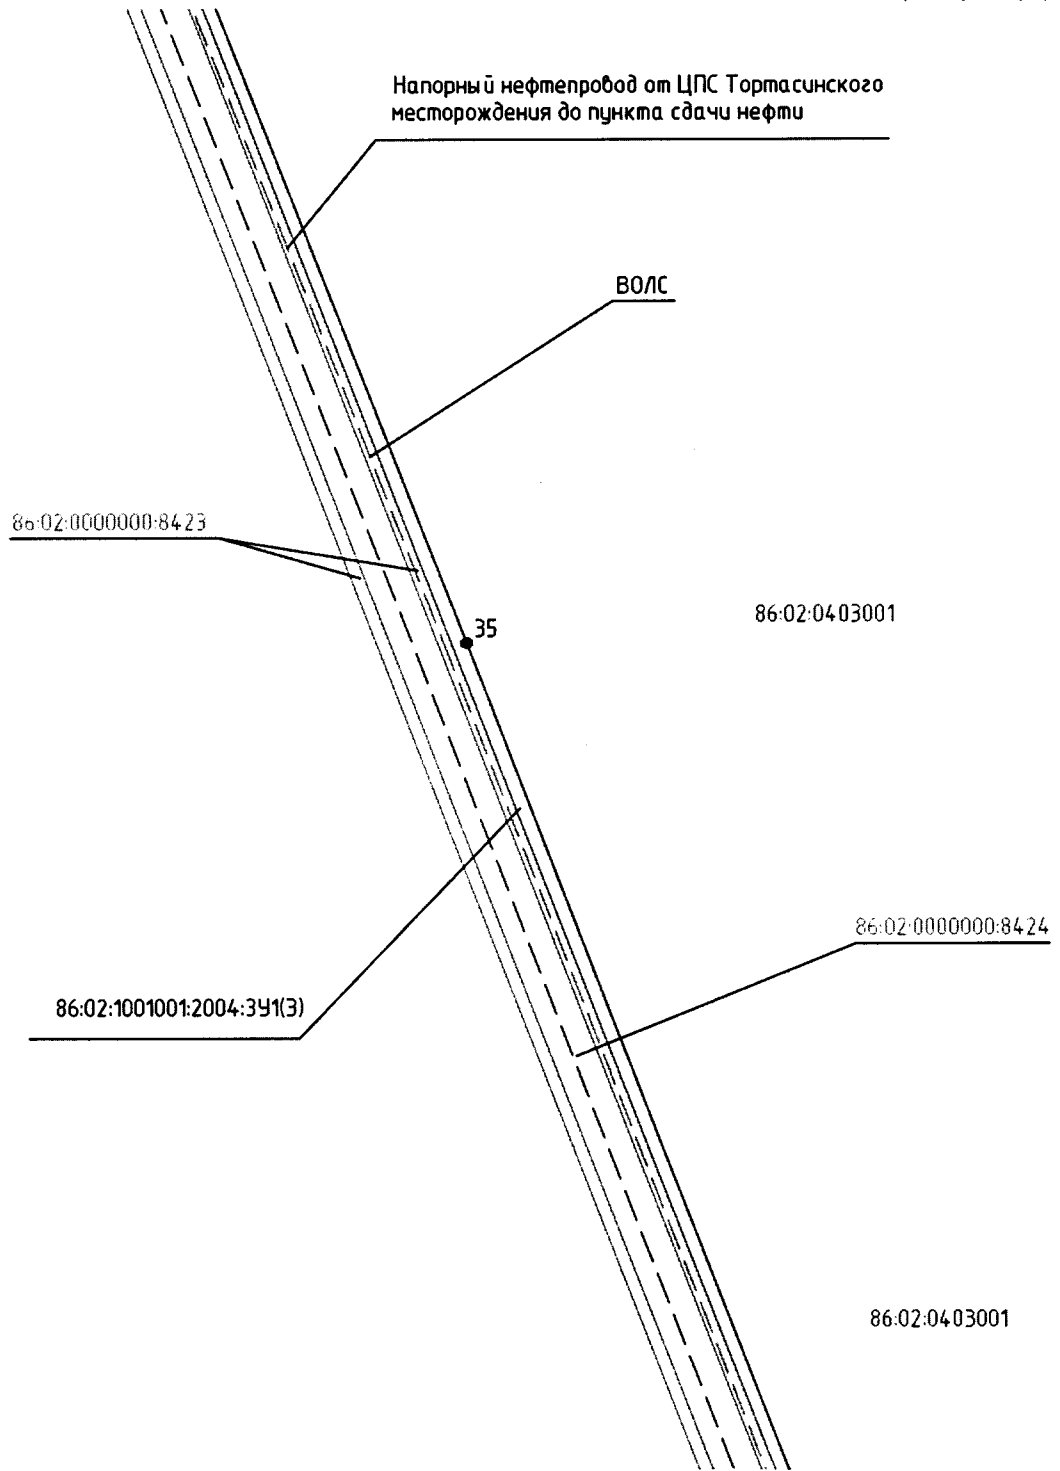 Напорный нефтепровод от ЦПС Тортасинского
месторождения до пункта сдачи нефти
ВОЛС
86:02:0000000:8423
35
86:02:0403001
86:02:0000000:8424
86:02:1001001:2004:ЗУ1(3)
86:02:0403001